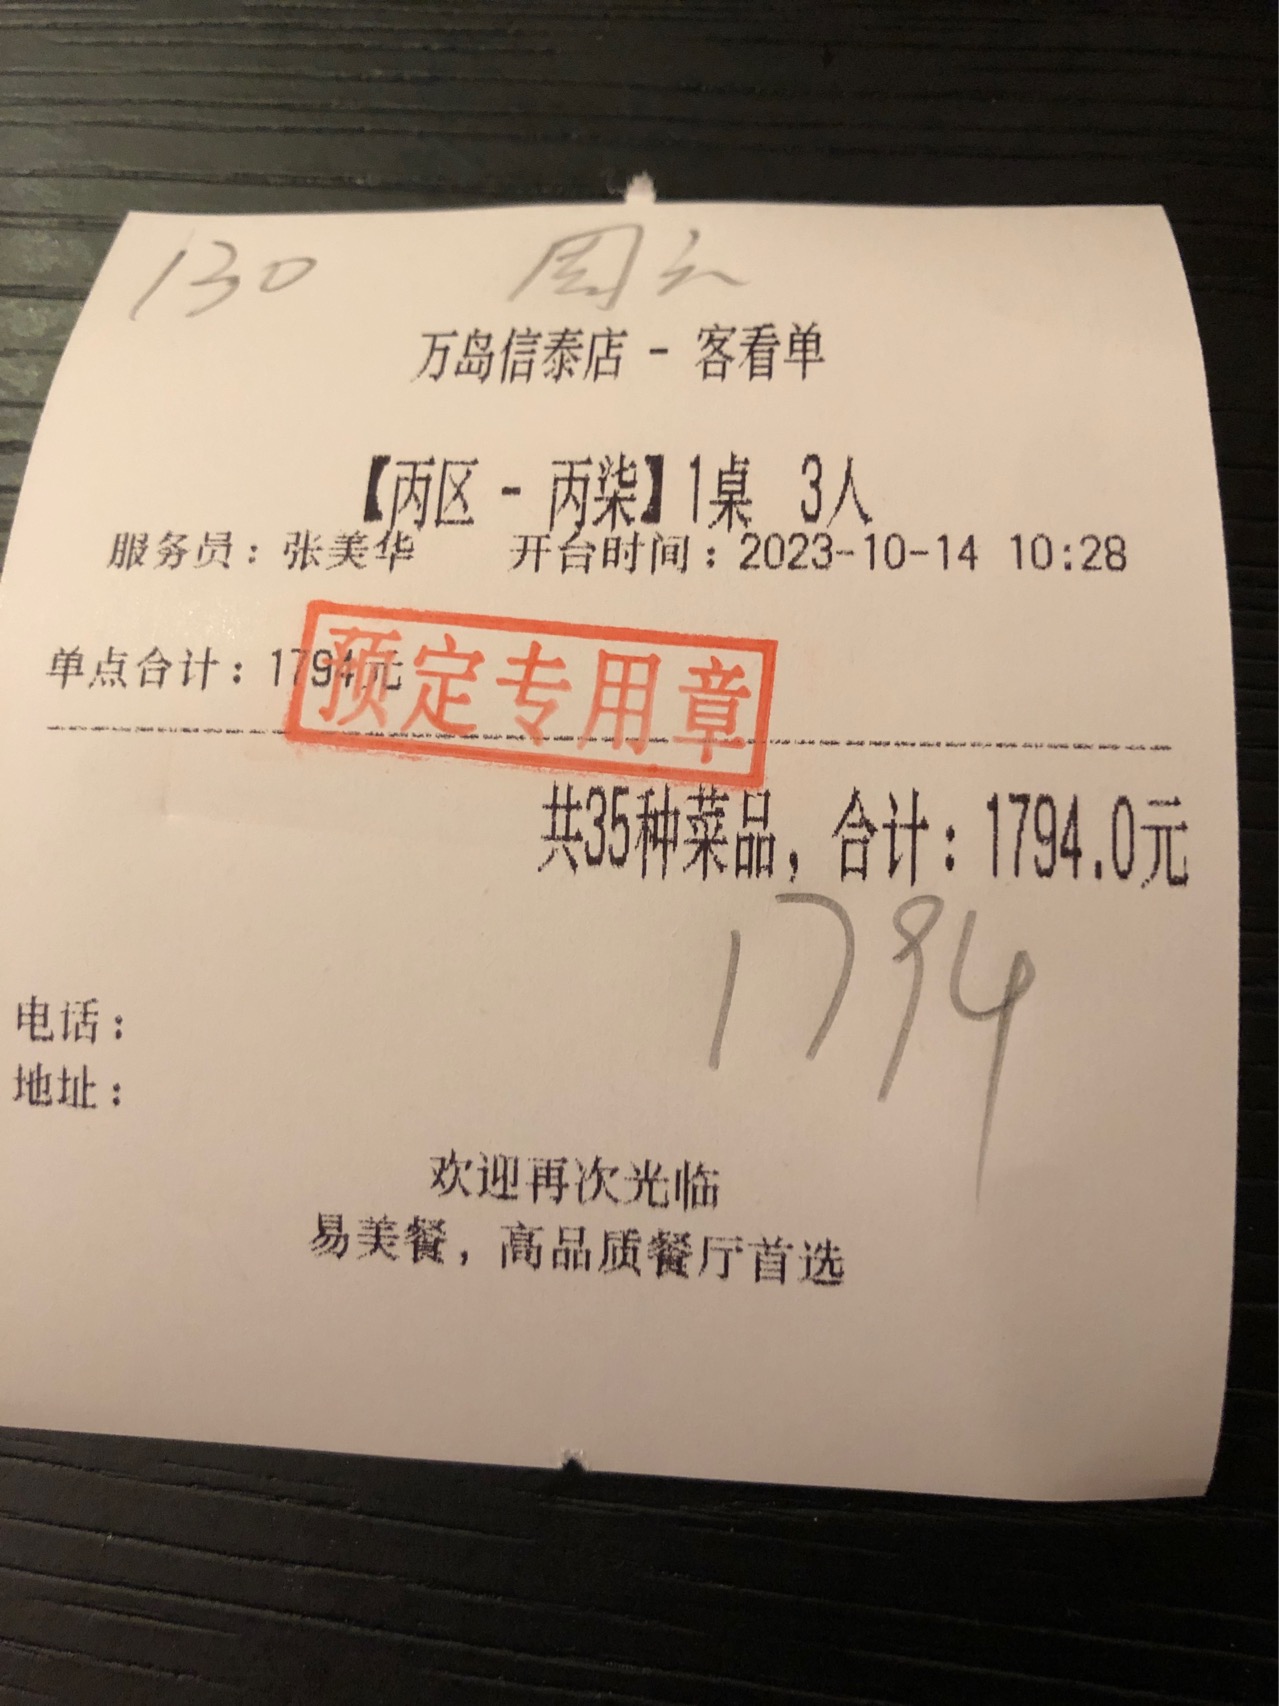 130 周六
万岛信泰店 - 客看单
【丙区 - 丙柒】1桌 3人
服务员：张美华 开台时间：2023-10-14 10:28
单点合计：1794元
预定专用章
共35种菜品，合计：1794.0元
1794
电话：
地址：
欢迎再次光临
易美餐，高品质餐厅首选